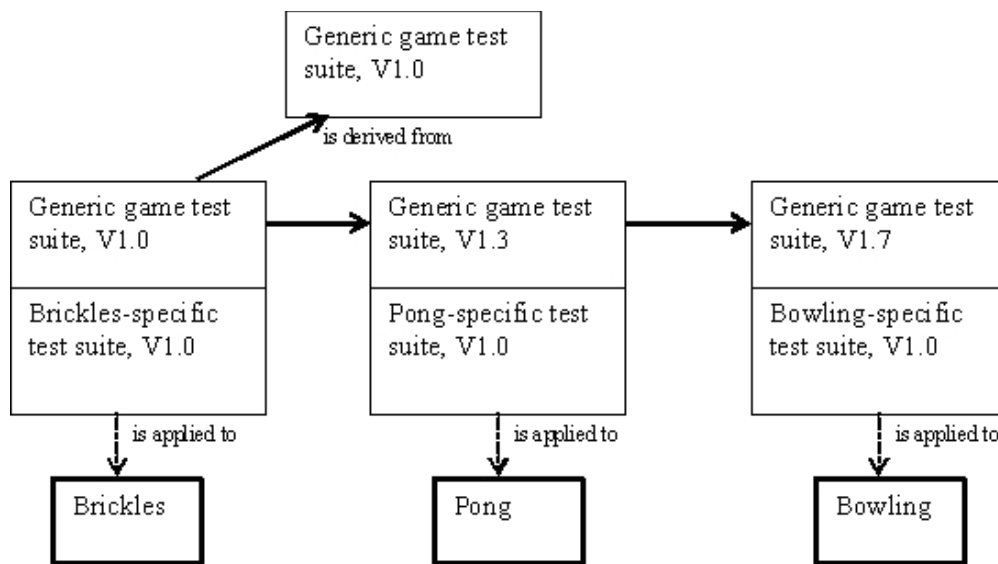 Generic game test
suite, V1.0
is derived from
Generic game test
suite, V1.0
Generic game test
suite, V1.3
Generic game test
suite, V1.7
Brickles-specific
test suite, V1.0
Pong-specific test
suite, V1.0
Bowling-specific
test suite, V1.0
is applied to
is applied to
is applied to
Brickles
Pong
Bowling